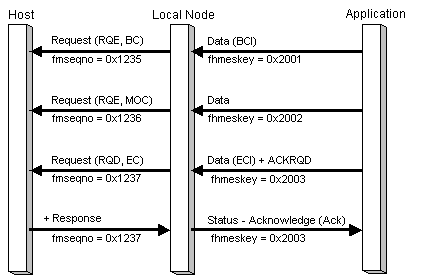 Host
Local Node
Application
Request (RQE, BC)
Data (BCI)
fmseqno = 0x1235
fhmeskey = 0x2001
Request (RQE, MOC)
Data
fmseqno = 0x1236
fhmeskey = 0x2002
Request (RQD, EC)
Data (ECI) + ACKRQD
fmseqno = 0x1237
fhmeskey = 0x2003
+ Response
Status - Acknowledge (Ack)
fmseqno = 0x1237
fhmeskey = 0x2003